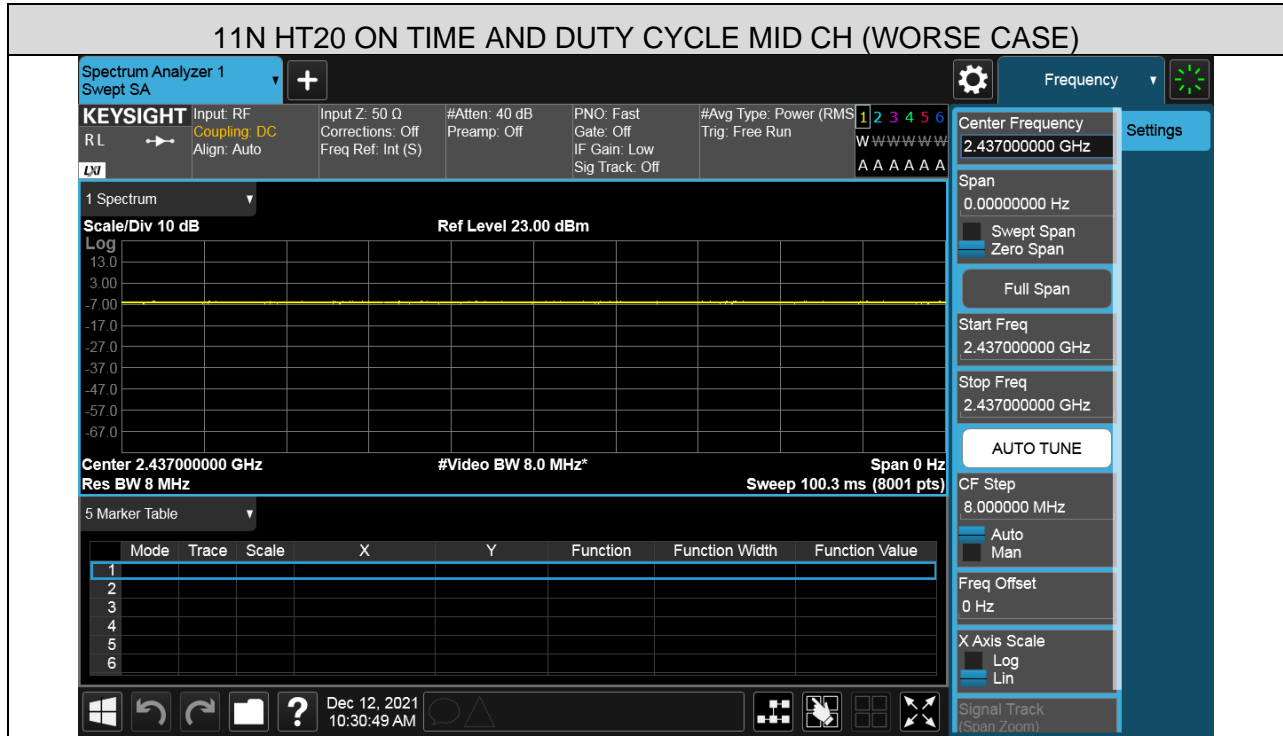 11N HT20 ON TIME AND DUTY CYCLE MID CH (WORSE CASE)
Spectrum Analyzer 1
Swept SA
+
Frequency
KEYSIGHT
RL
LXI
Input: RF
Coupling: DC
Align: Auto
Input Z: 50 Ω
Corrections: Off
Freq Ref: Int (S)
#Atten: 40 dB
Preamp: Off
PNO: Fast
Gate: Off
IF Gain: Low
Sig Track: Off
#Avg Type: Power (RMS
Trig: Free Run
1 2 3 4 5 6
W W W W W W
A A A A A A
1 Spectrum
Scale/Div 10 dB
Ref Level 23.00 dBm
Log
13.0
3.00
-7.00
-17.0
-27.0
-37.0
-47.0
-57.0
-67.0
Center 2.437000000 GHz
#Video BW 8.0 MHz*
Span 0 Hz
Res BW 8 MHz
Sweep 100.3 ms (8001 pts)
5 Marker Table
Mode Trace Scale X Y Function Function Width Function Value
1
2
3
4
5
6
?
Dec 12, 2021
10:30:49 AM
Center Frequency
2.437000000 GHz
Settings
Span
0.00000000 Hz
Swept Span
Zero Span
Full Span
Start Freq
2.437000000 GHz
Stop Freq
2.437000000 GHz
AUTO TUNE
CF Step
8.000000 MHz
Auto
Man
Freq Offset
0 Hz
X Axis Scale
Log
Lin
Signal Track
(Span Zoom)